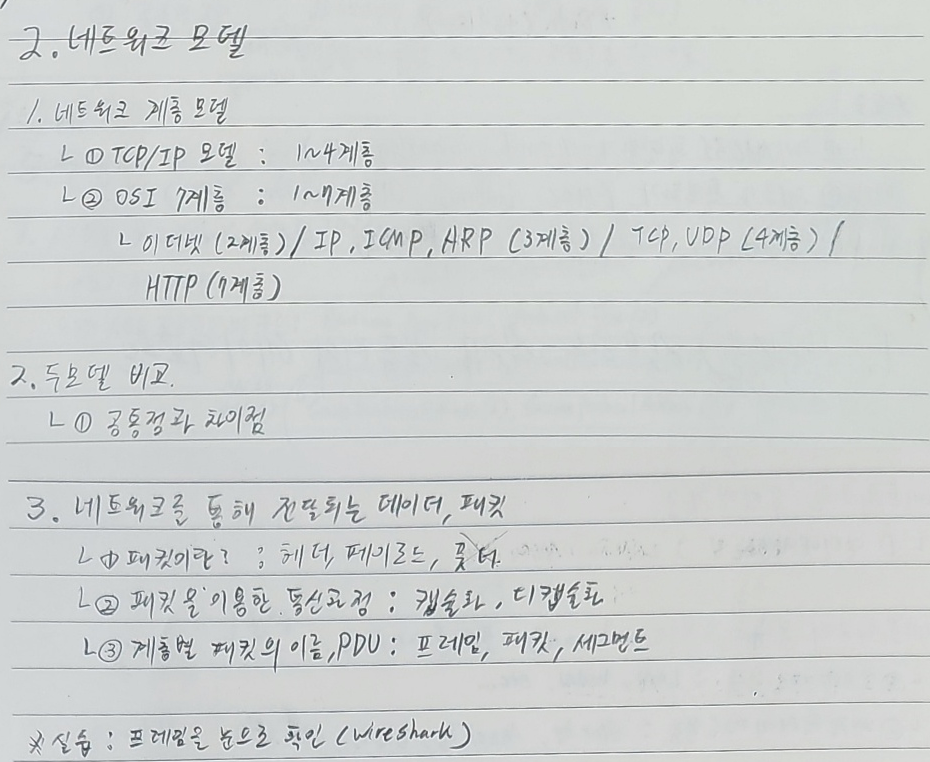 2. 네트워크 모델
1. 네트워크 계층 모델
ㄴ ① TCP/IP 모델 : 1~4계층
ㄴ ② OSI 7계층 : 1~7계층
ㄴ 이더넷 (2계층) / IP, ICMP, ARP (3계층) / TCP, UDP (4계층) /
HTTP (7계층)
2. 두모델 비교.
ㄴ ① 공통점과 차이점
3. 네트워크를 통해 전달되는 데이터, 패킷
ㄴ ① 패킷이란? : 헤더, 페이로드, 풋터
ㄴ ② 패킷을 이용한 통신과정 : 캡슐화, 디캡슐화
ㄴ ③ 계층별 패킷의 이름, PDU : 프레임, 패킷, 세그먼트
※ 실습 : 프레임을 눈으로 확인 (wireshark)